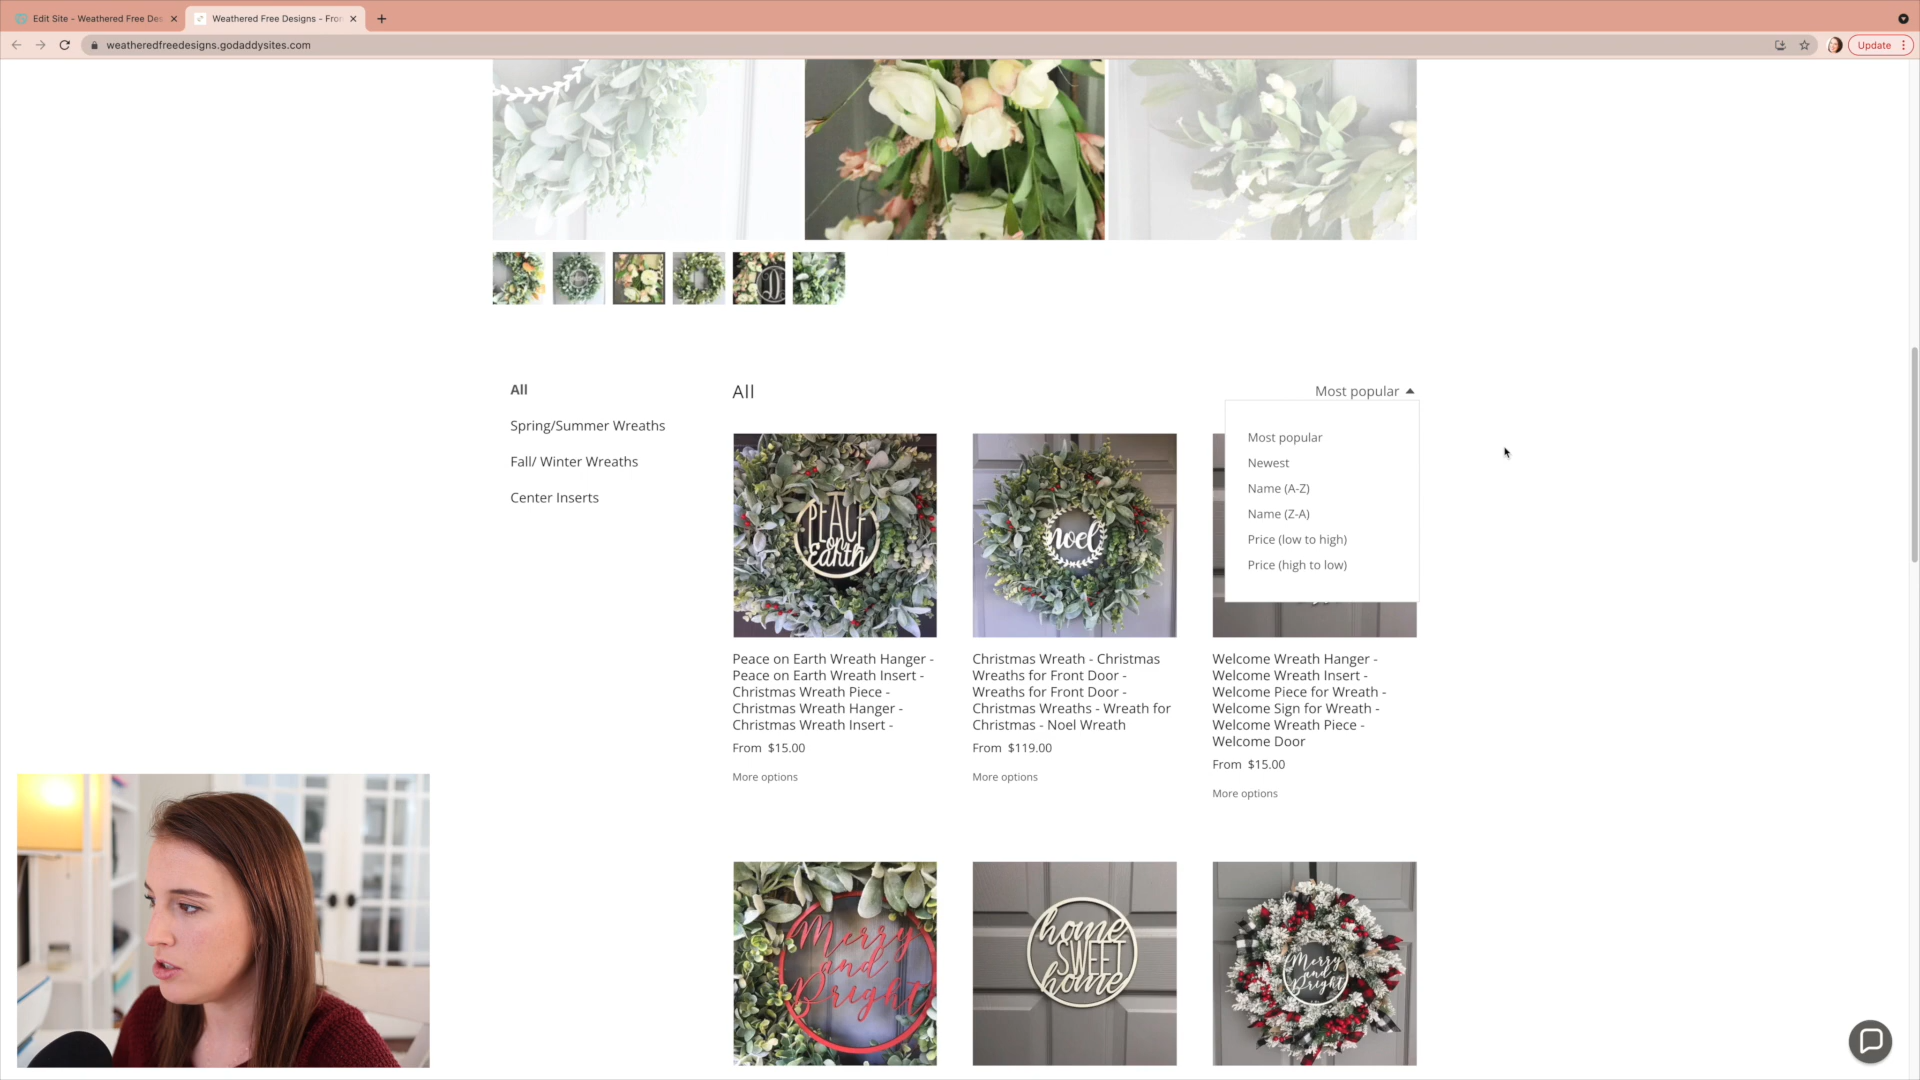 Edit Site - Weathered Free Des
Weathered Free Designs - Fron
weatheredfreedesigns.godaddysites.com
Update
D
All
Spring/Summer Wreaths
Fall/ Winter Wreaths
Center Inserts
All
Most popular
Most popular
Newest
Name (A-Z)
Name (Z-A)
Price (low to high)
Price (high to low)
PEACE
on
Earth
noel
Peace on Earth Wreath Hanger -
Peace on Earth Wreath Insert -
Christmas Wreath Piece -
Christmas Wreath Hanger -
Christmas Wreath Insert -
From $15.00
More options
Christmas Wreath - Christmas
Wreaths for Front Door -
Wreaths for Front Door -
Christmas Wreaths - Wreath for
Christmas - Noel Wreath
From $119.00
More options
Welcome Wreath Hanger -
Welcome Wreath Insert -
Welcome Piece for Wreath -
Welcome Sign for Wreath -
Welcome Wreath Piece -
Welcome Door
From $15.00
More options
Merry
and
Bright
home
SWEET
home
Merry
and
Bright